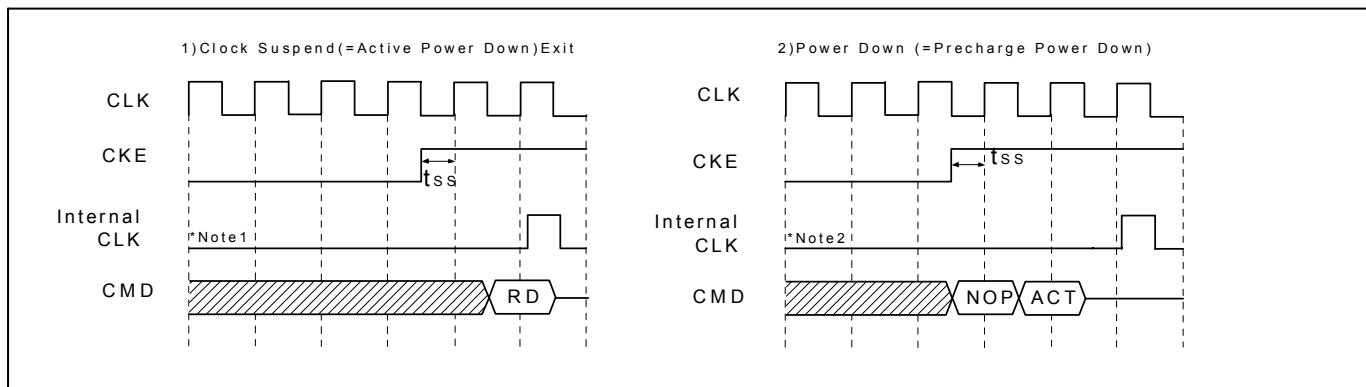 1)Clock Suspend(=Active Power Down)Exit
CLK
CKE
tss
Internal
CLK
*Note1
CMD
RD
2)Power Down (=Precharge Power Down)
CLK
CKE
tss
Internal
CLK
*Note2
CMD
NOP
ACT